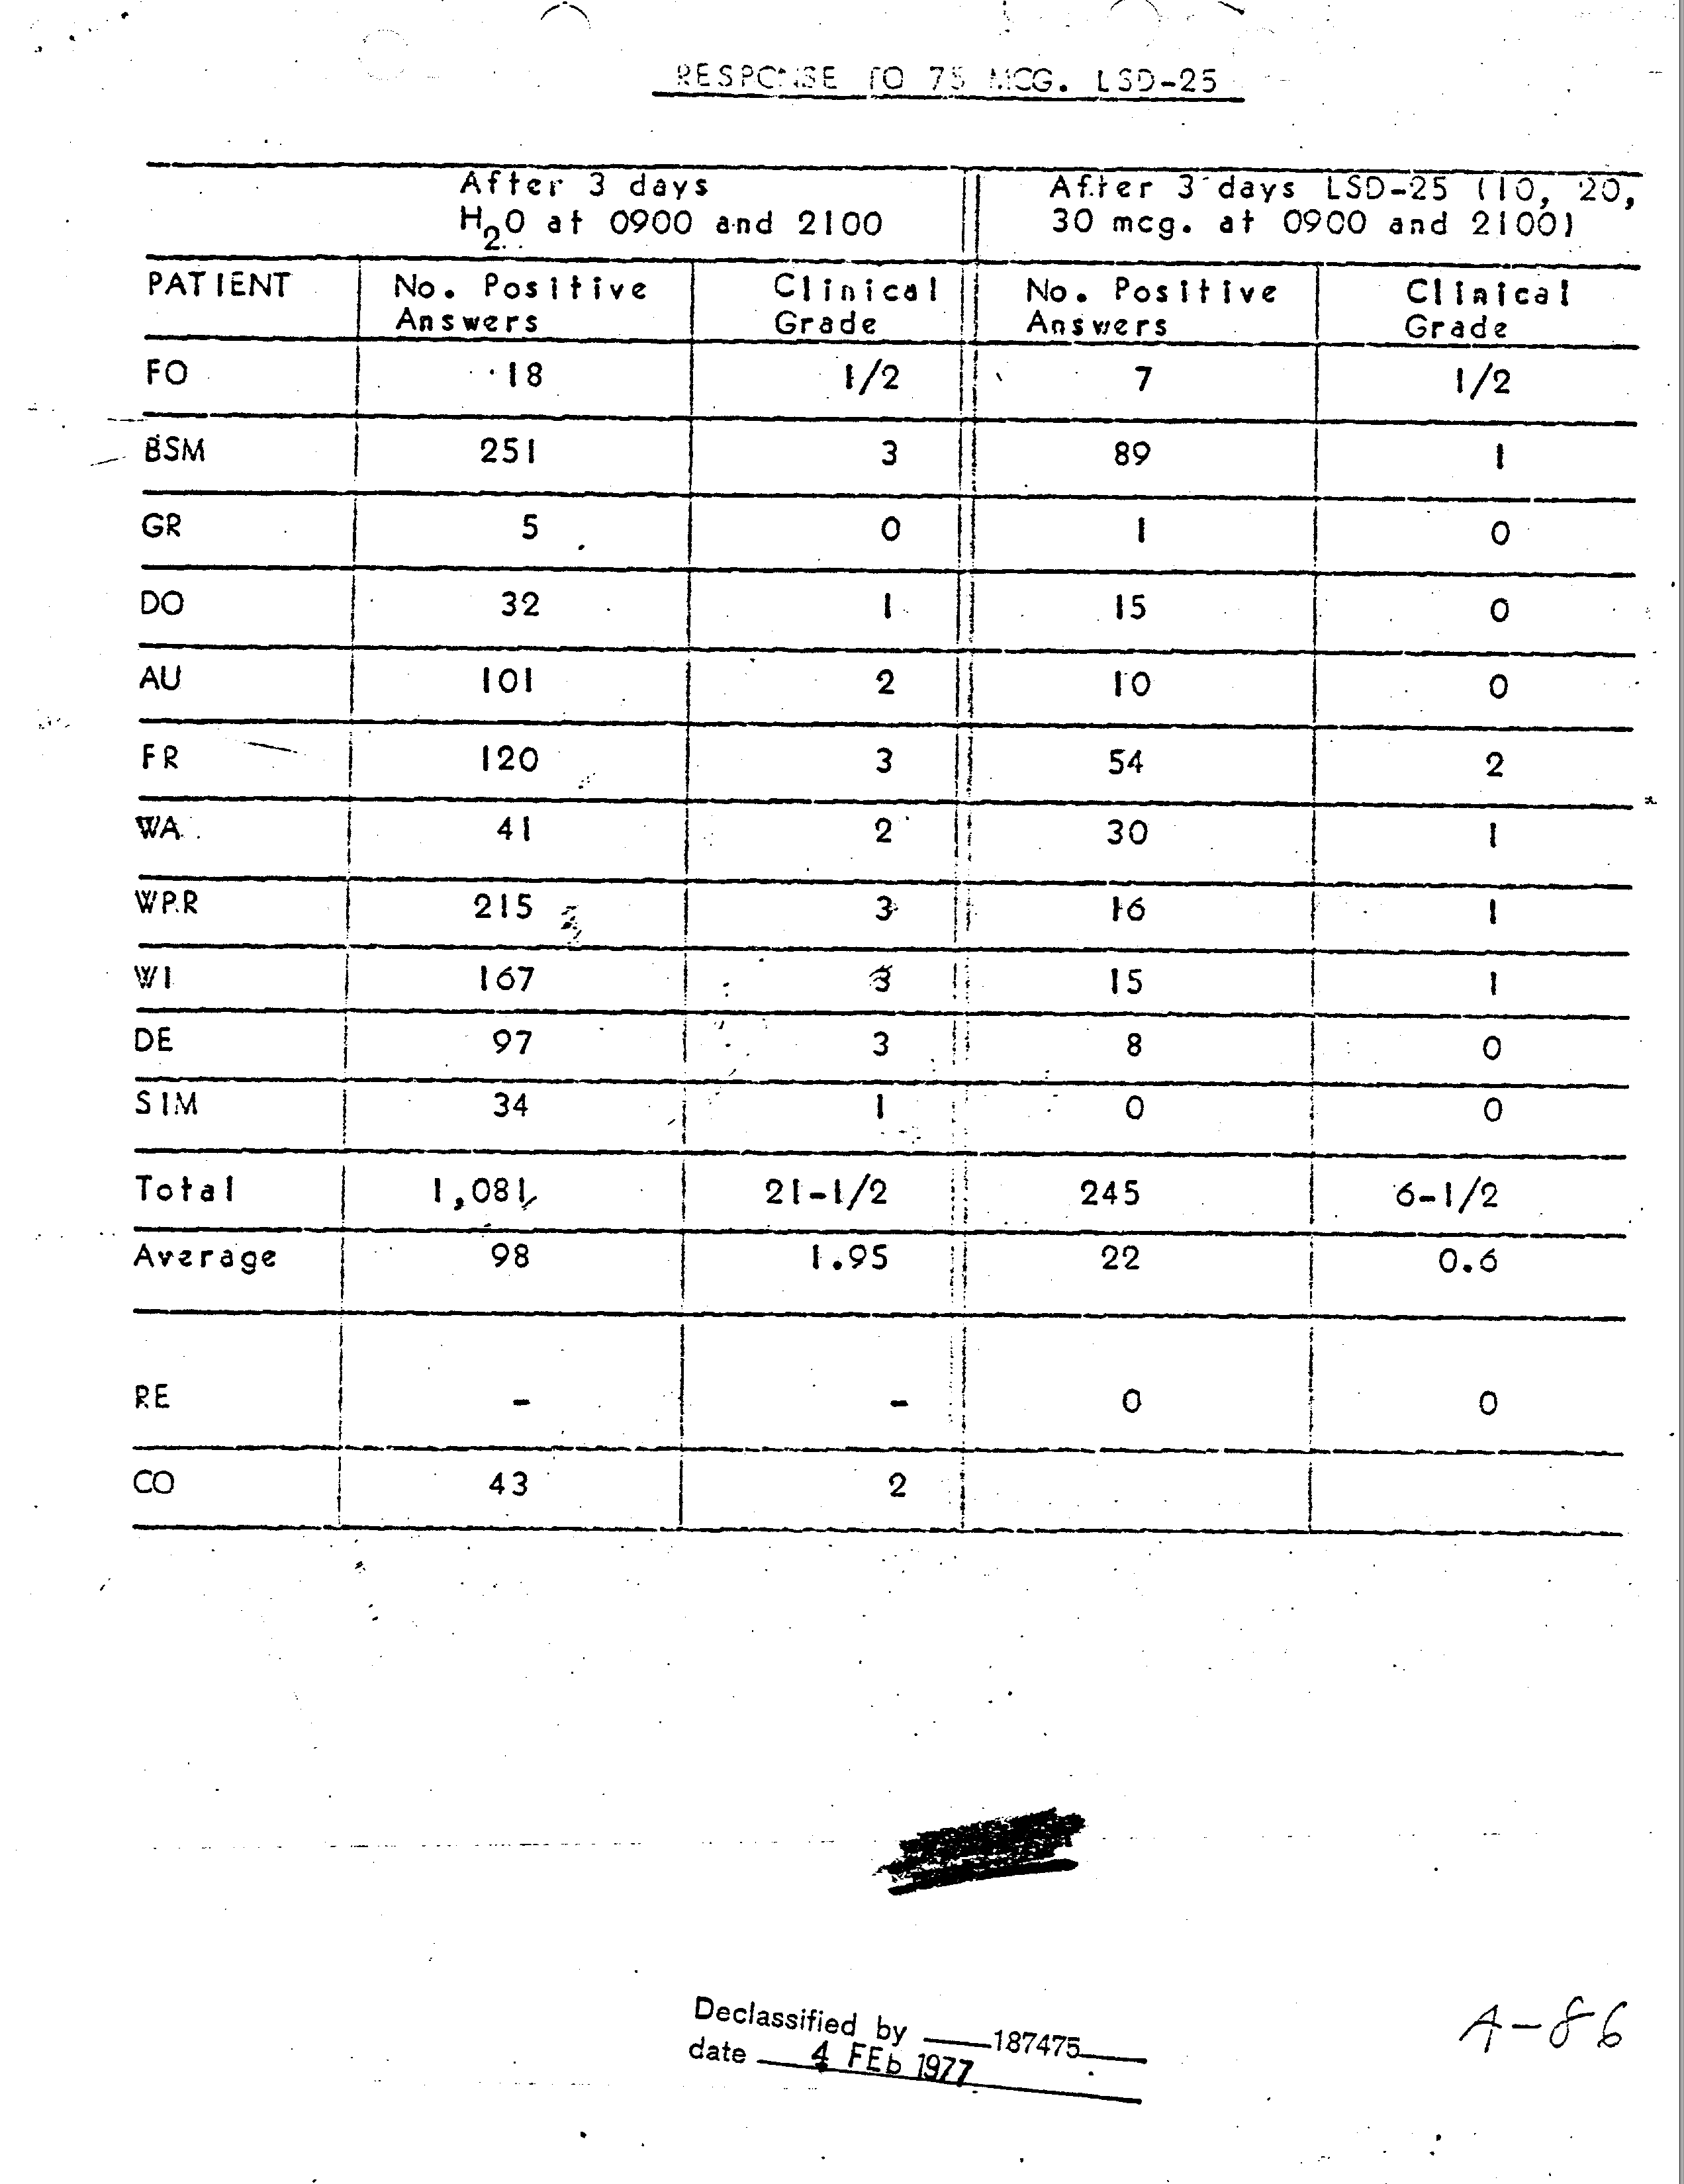 RESPONSE TO 75 MCG. LSD-25
After 3 days After 3 days LSD-25 (10, 20,
H2O at 0900 and 2100 30 mcg. at 0900 and 2100)
PATIENT No. Positive Clinical No. Positive Clinical
Answers Grade Answers Grade
FO 18 1/2 7 1/2
BSM 251 3 89 1
GR 5 0 1 0
DO 32 1 15 0
AU 101 2 10 0
FR 120 3 54 2
WA 41 2 30 1
WPR 215 3 16 1
WI 167 3 15 1
DE 97 3 8 0
SIM 34 1 0 0
Total 1,081 21-1/2 245 6-1/2
Average 98 1.95 22 0.6
RE - - 0 0
CO 43 2
Declassified by 187475
date 4 FEb 1977
A-86